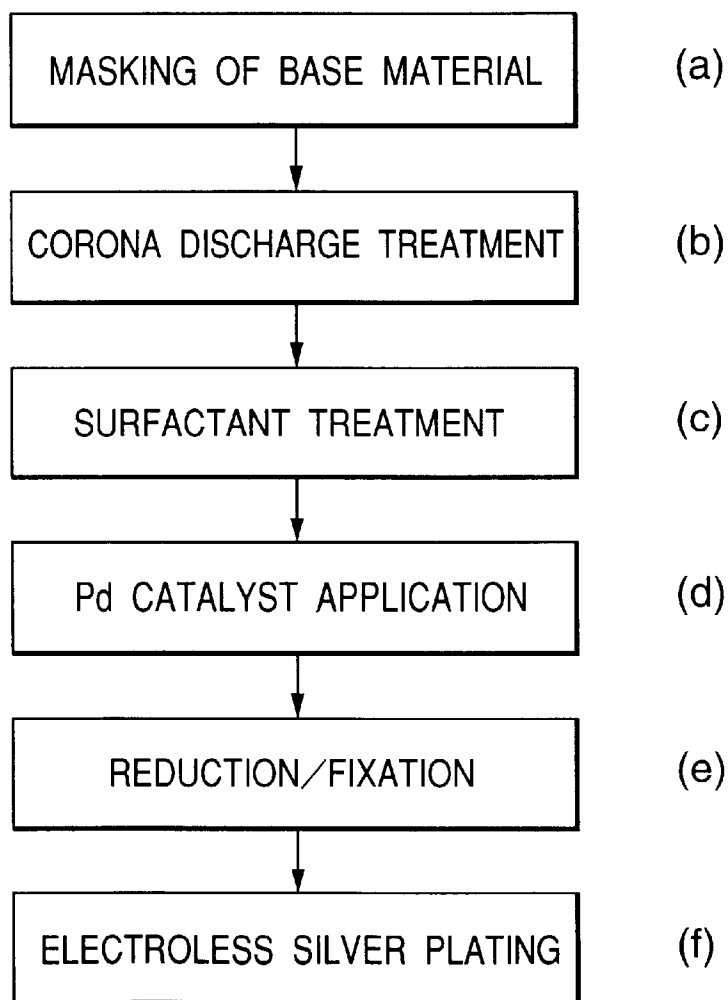 MASKING OF BASE MATERIAL (a)
CORONA DISCHARGE TREATMENT (b)
SURFACTANT TREATMENT (c)
Pd CATALYST APPLICATION (d)
REDUCTION/FIXATION (e)
ELECTROLESS SILVER PLATING (f)